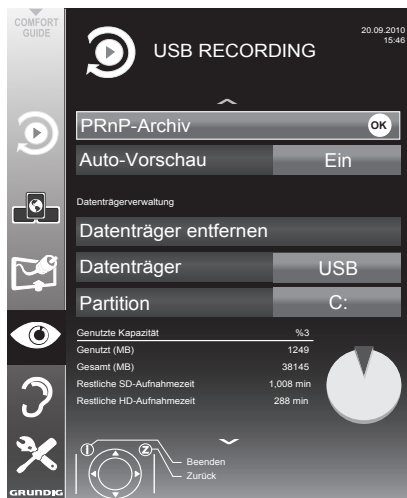 COMFORT
GUIDE
USB RECORDING
20.09.2010
15:46
PRnP-Archiv OK
Auto-Vorschau Ein
Datenträgerverwaltung
Datenträger entfernen
Datenträger USB
Partition C:
Genutzte Kapazität %3
Genutzt (MB) 1249
Gesamt (MB) 38145
Restliche SD-Aufnahmezeit 1,008 min
Restliche HD-Aufnahmezeit 288 min
Z
Beenden
Zurück
GRUNDIG